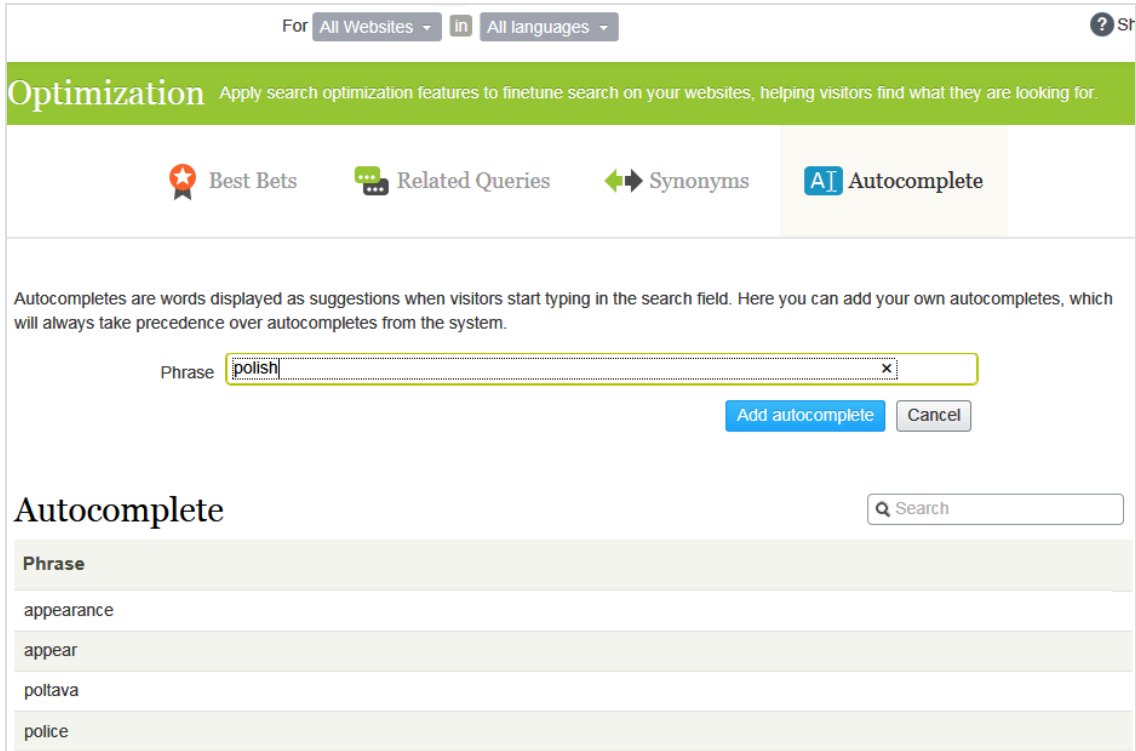 For All Websites in All languages ? Sh
Optimization Apply search optimization features to finetune search on your websites, helping visitors find what they are looking for.
Best Bets Related Queries Synonyms AI Autocomplete
Autocompletes are words displayed as suggestions when visitors start typing in the search field. Here you can add your own autocompletes, which
will always take precedence over autocompletes from the system.
Phrase polish ×
Add autocomplete Cancel
Autocomplete Search
Phrase
appearance
appear
poltava
police